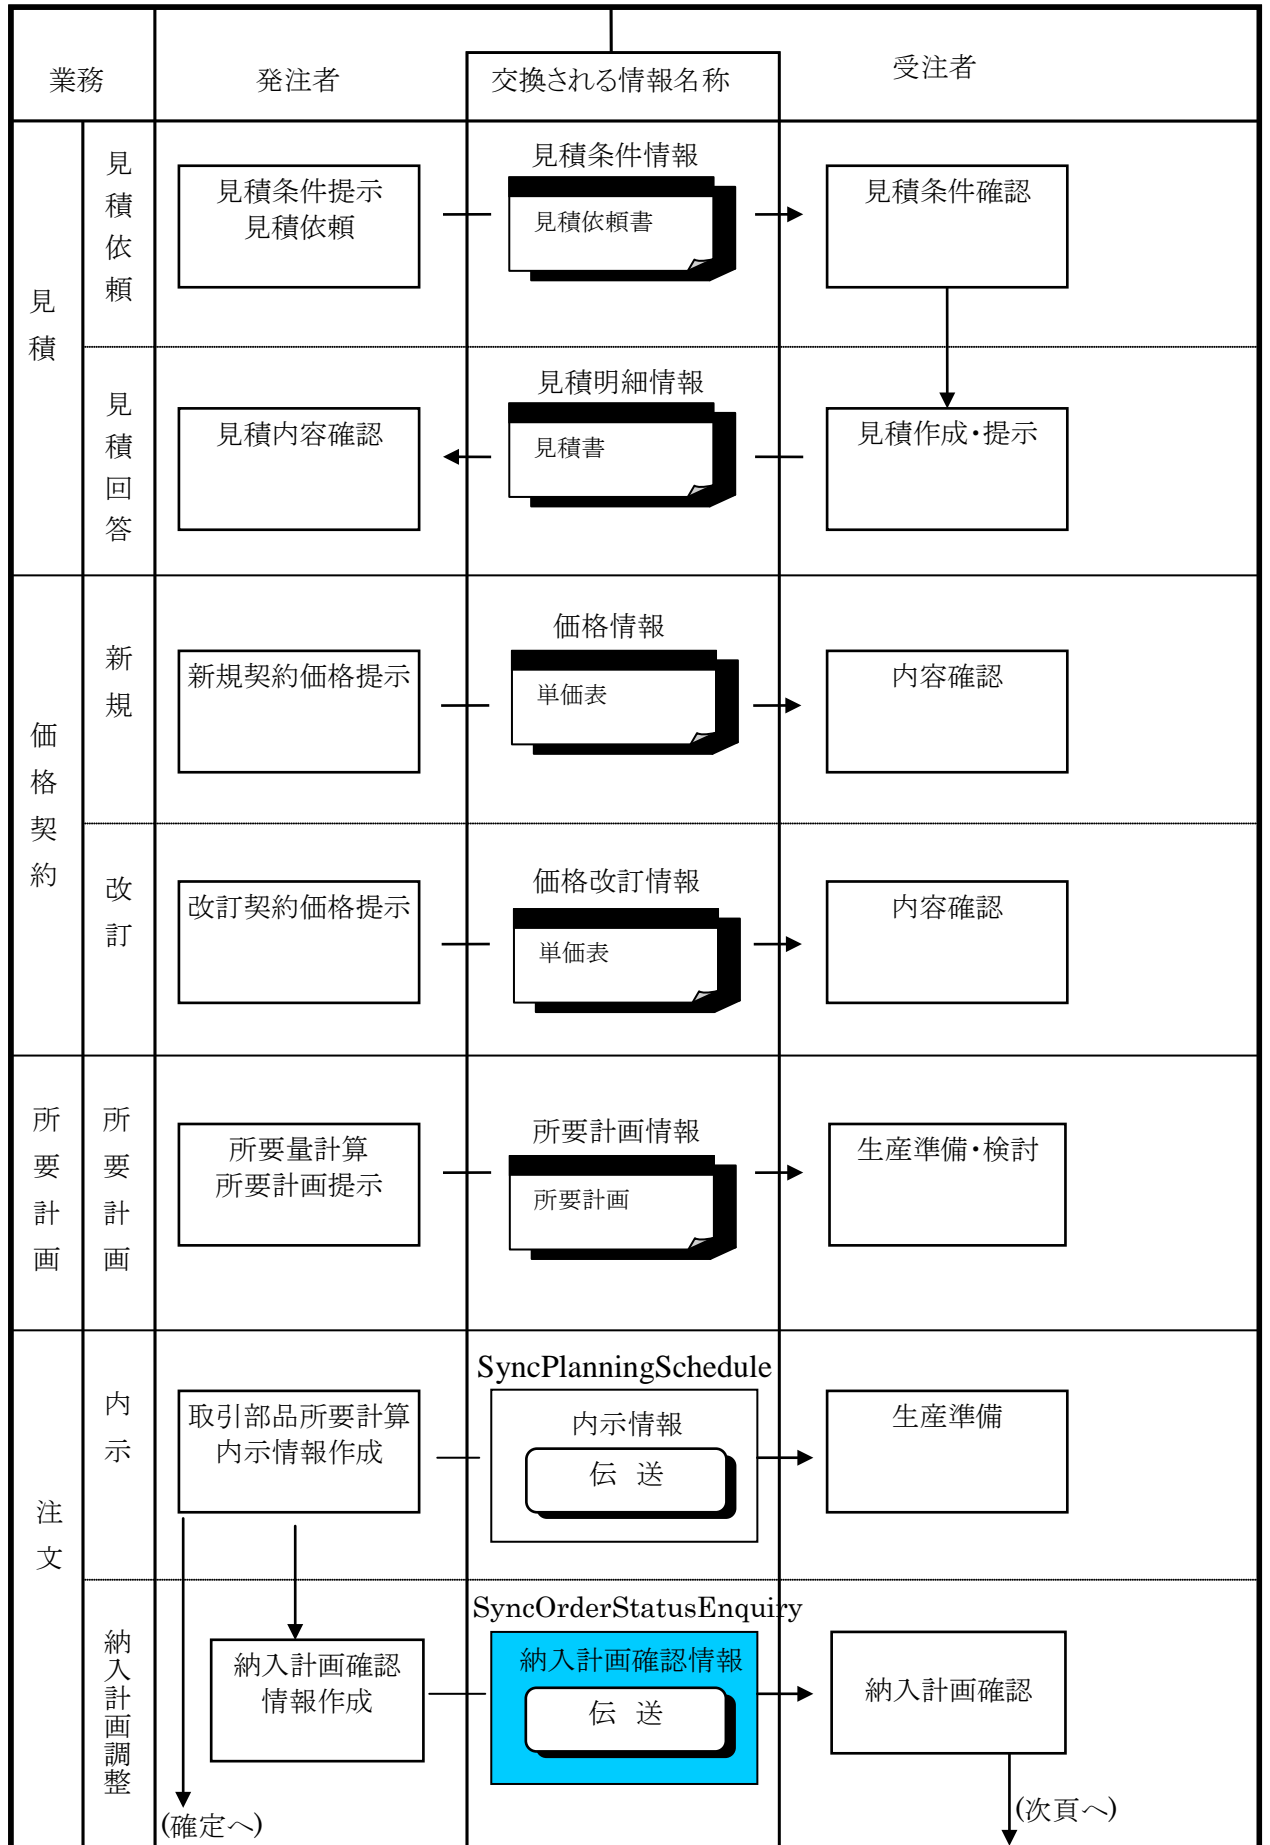 業務
発注者
交換される情報名称
受注者
見積
見積依頼
見積条件提示
見積依頼
見積条件情報
見積依頼書
見積条件確認
見積回答
見積内容確認
見積明細情報
見積書
見積作成・提示
価格契約
新規
新規契約価格提示
価格情報
単価表
内容確認
改訂
改訂契約価格提示
価格改訂情報
単価表
内容確認
所要計画
所要計画
所要量計算
所要計画提示
所要計画情報
所要計画
生産準備・検討
注文
内示
取引部品所要計算
内示情報作成
SyncPlanningSchedule
内示情報
伝 送
生産準備
納入計画調整
納入計画確認
情報作成
SyncOrderStatusEnquiry
納入計画確認情報
伝 送
納入計画確認
(確定へ)
(次頁へ)